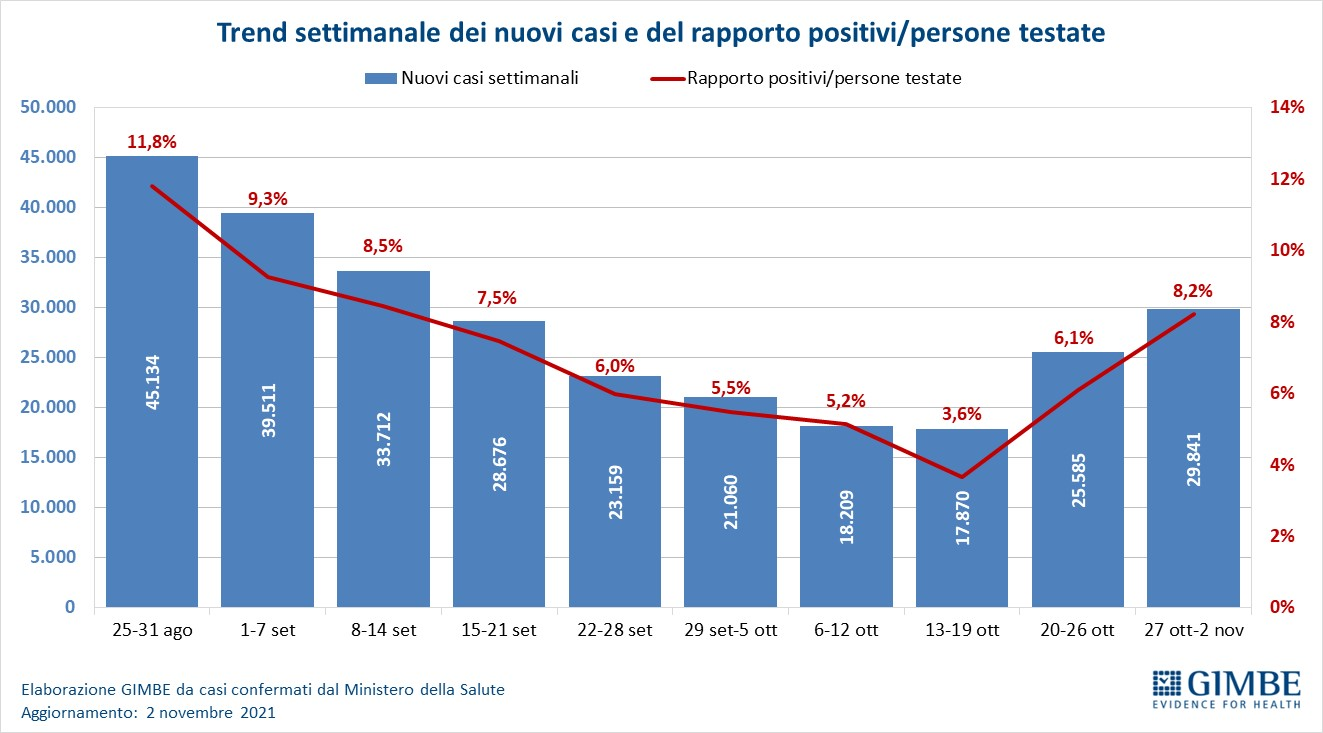 Trend settimanale dei nuovi casi e del rapporto positivi/persone testate
Nuovi casi settimanali
Rapporto positivi/persone testate
50.000
45.000
40.000
35.000
30.000
25.000
20.000
15.000
10.000
5.000
0
14%
12%
10%
8%
6%
4%
2%
0%
11,8%
9,3%
8,5%
7,5%
6,0%
5,5%
5,2%
3,6%
6,1%
8,2%
45.134
39.511
33.712
28.676
23.159
21.060
18.209
17.870
25.585
29.841
25-31 ago
1-7 set
8-14 set
15-21 set
22-28 set
29 set-5 ott
6-12 ott
13-19 ott
20-26 ott
27 ott-2 nov
Elaborazione GIMBE da casi confermati dal Ministero della Salute
Aggiornamento: 2 novembre 2021
GIMBE
EVIDENCE FOR HEALTH